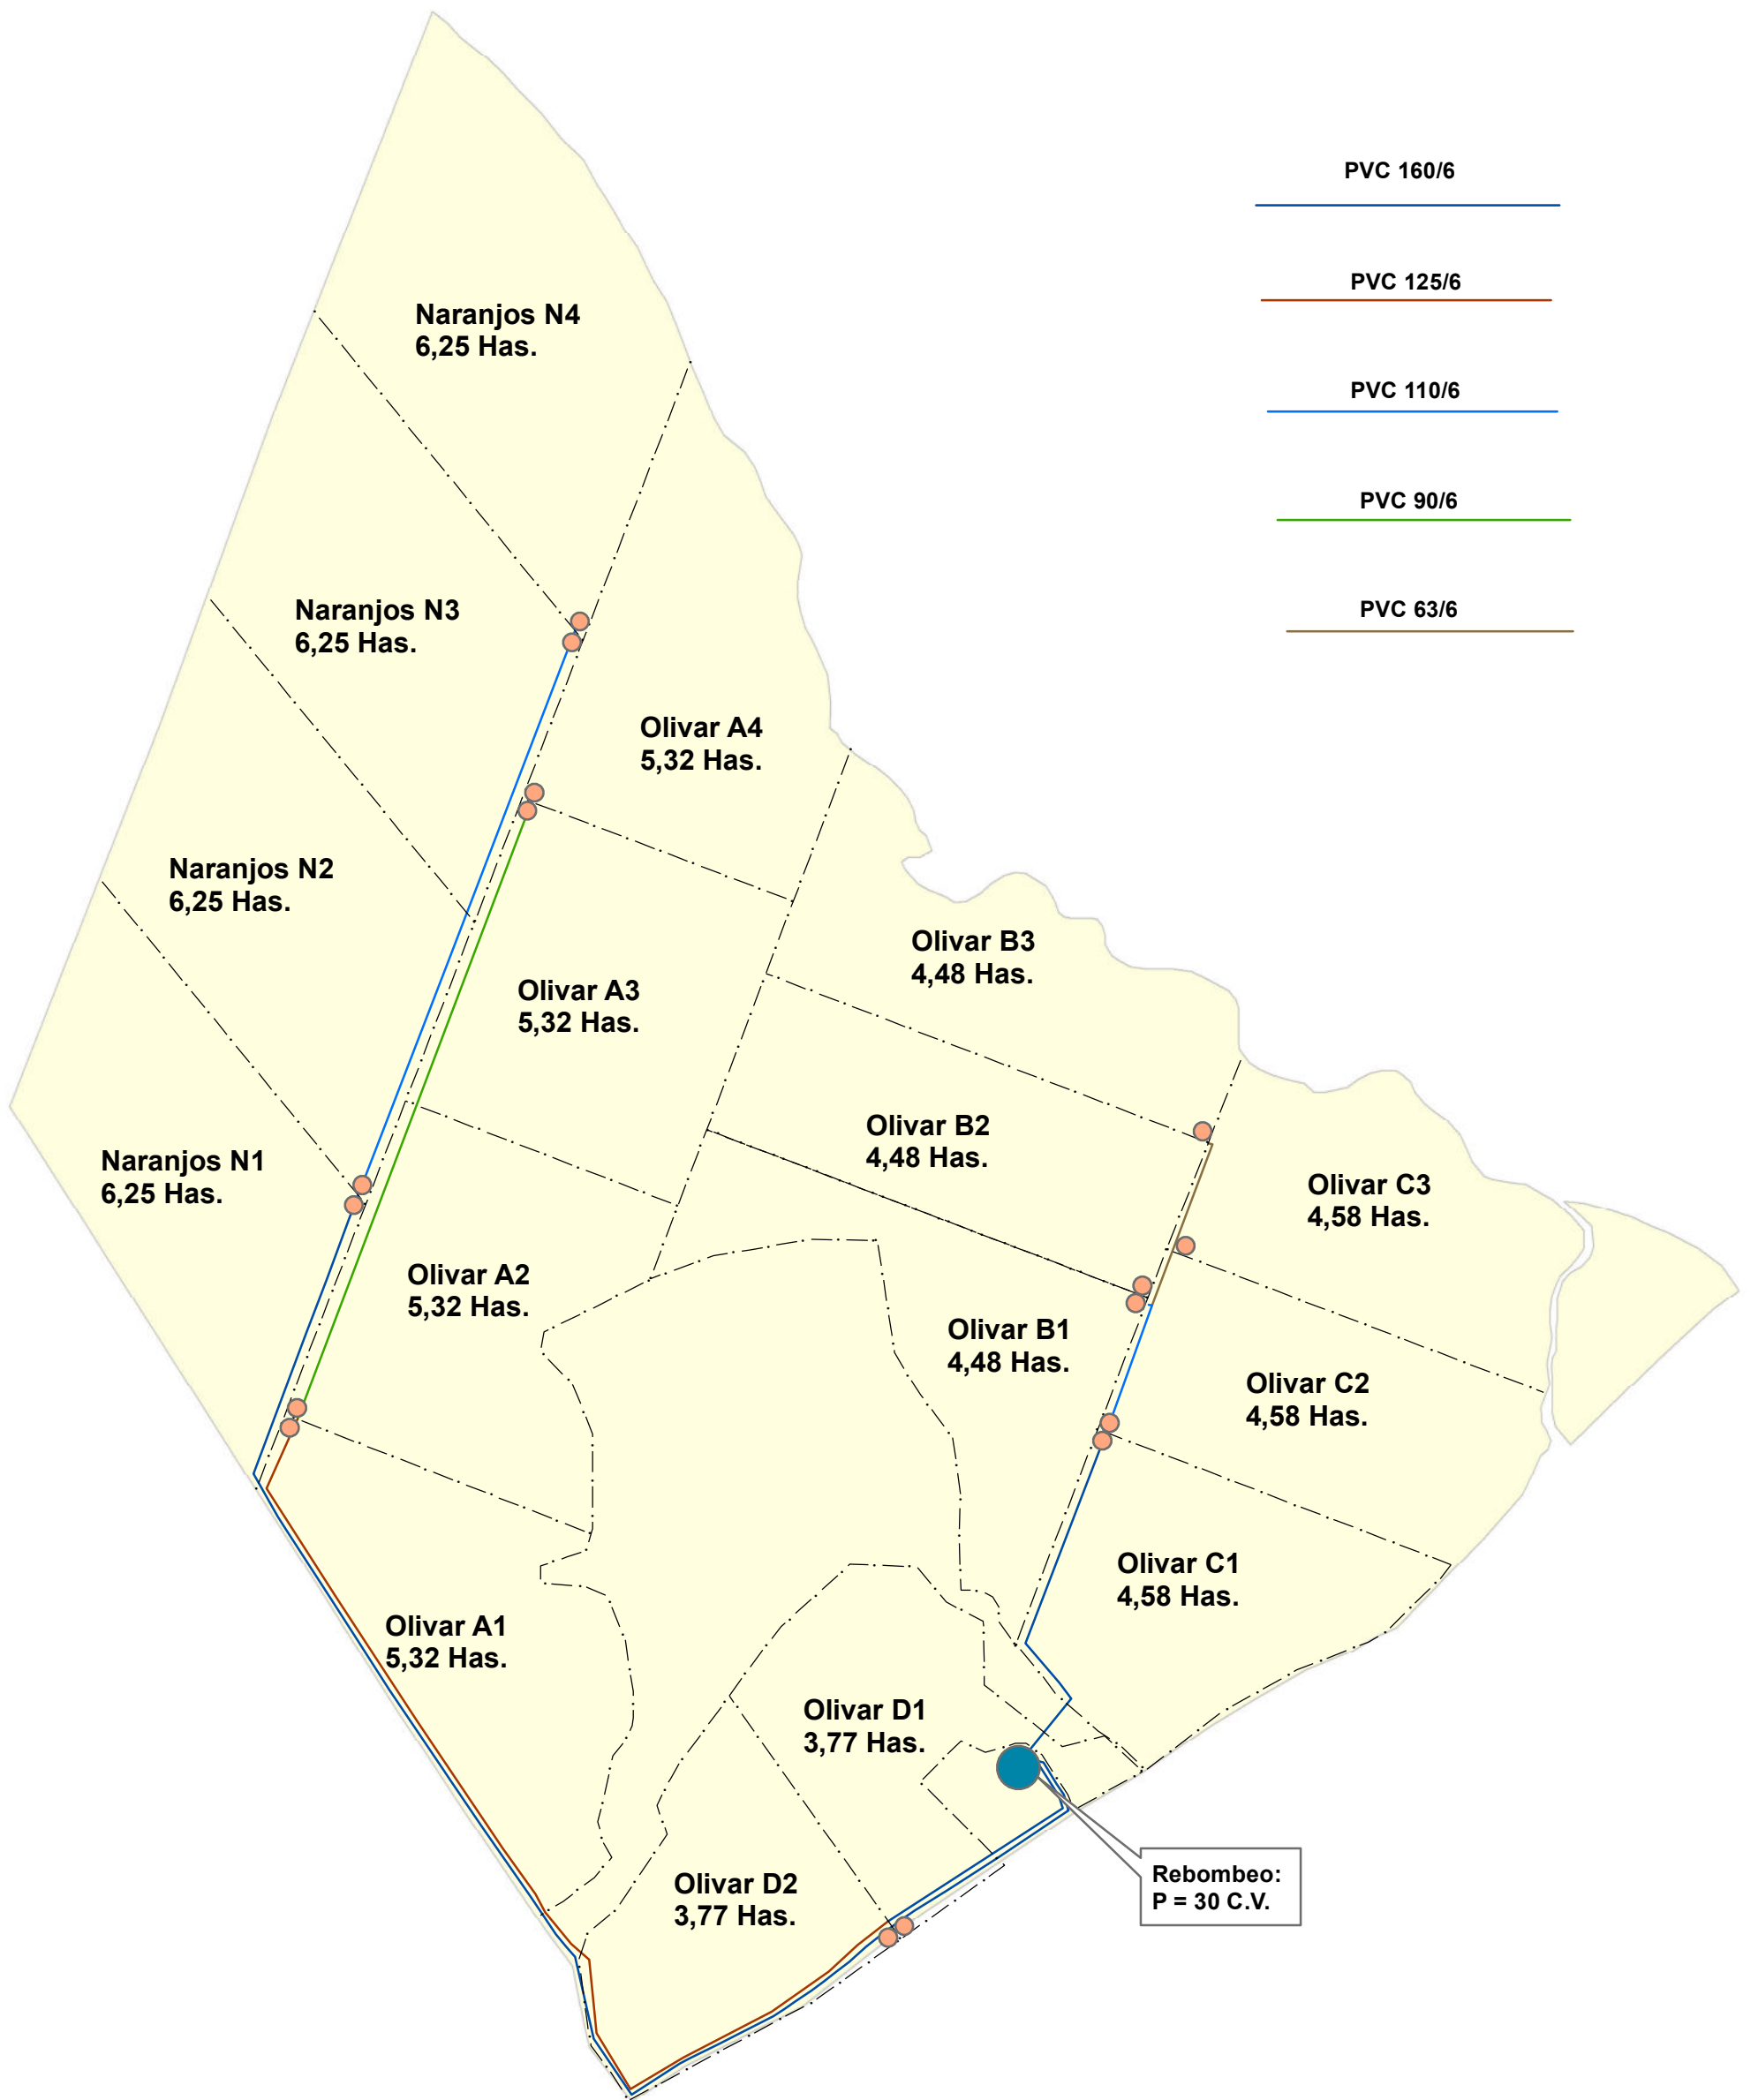 PVC 160/6
PVC 125/6
PVC 110/6
PVC 90/6
PVC 63/6
Naranjos N4
6,25 Has.
Naranjos N3
6,25 Has.
Olivar A4
5,32 Has.
Naranjos N2
6,25 Has.
Olivar B3
4,48 Has.
Olivar A3
5,32 Has.
Olivar B2
4,48 Has.
Naranjos N1
6,25 Has.
Olivar C3
4,58 Has.
Olivar A2
5,32 Has.
Olivar B1
4,48 Has.
Olivar C2
4,58 Has.
Olivar C1
4,58 Has.
Olivar A1
5,32 Has.
Olivar D1
3,77 Has.
Olivar D2
3,77 Has.
Rebombeo:
P = 30 C.V.